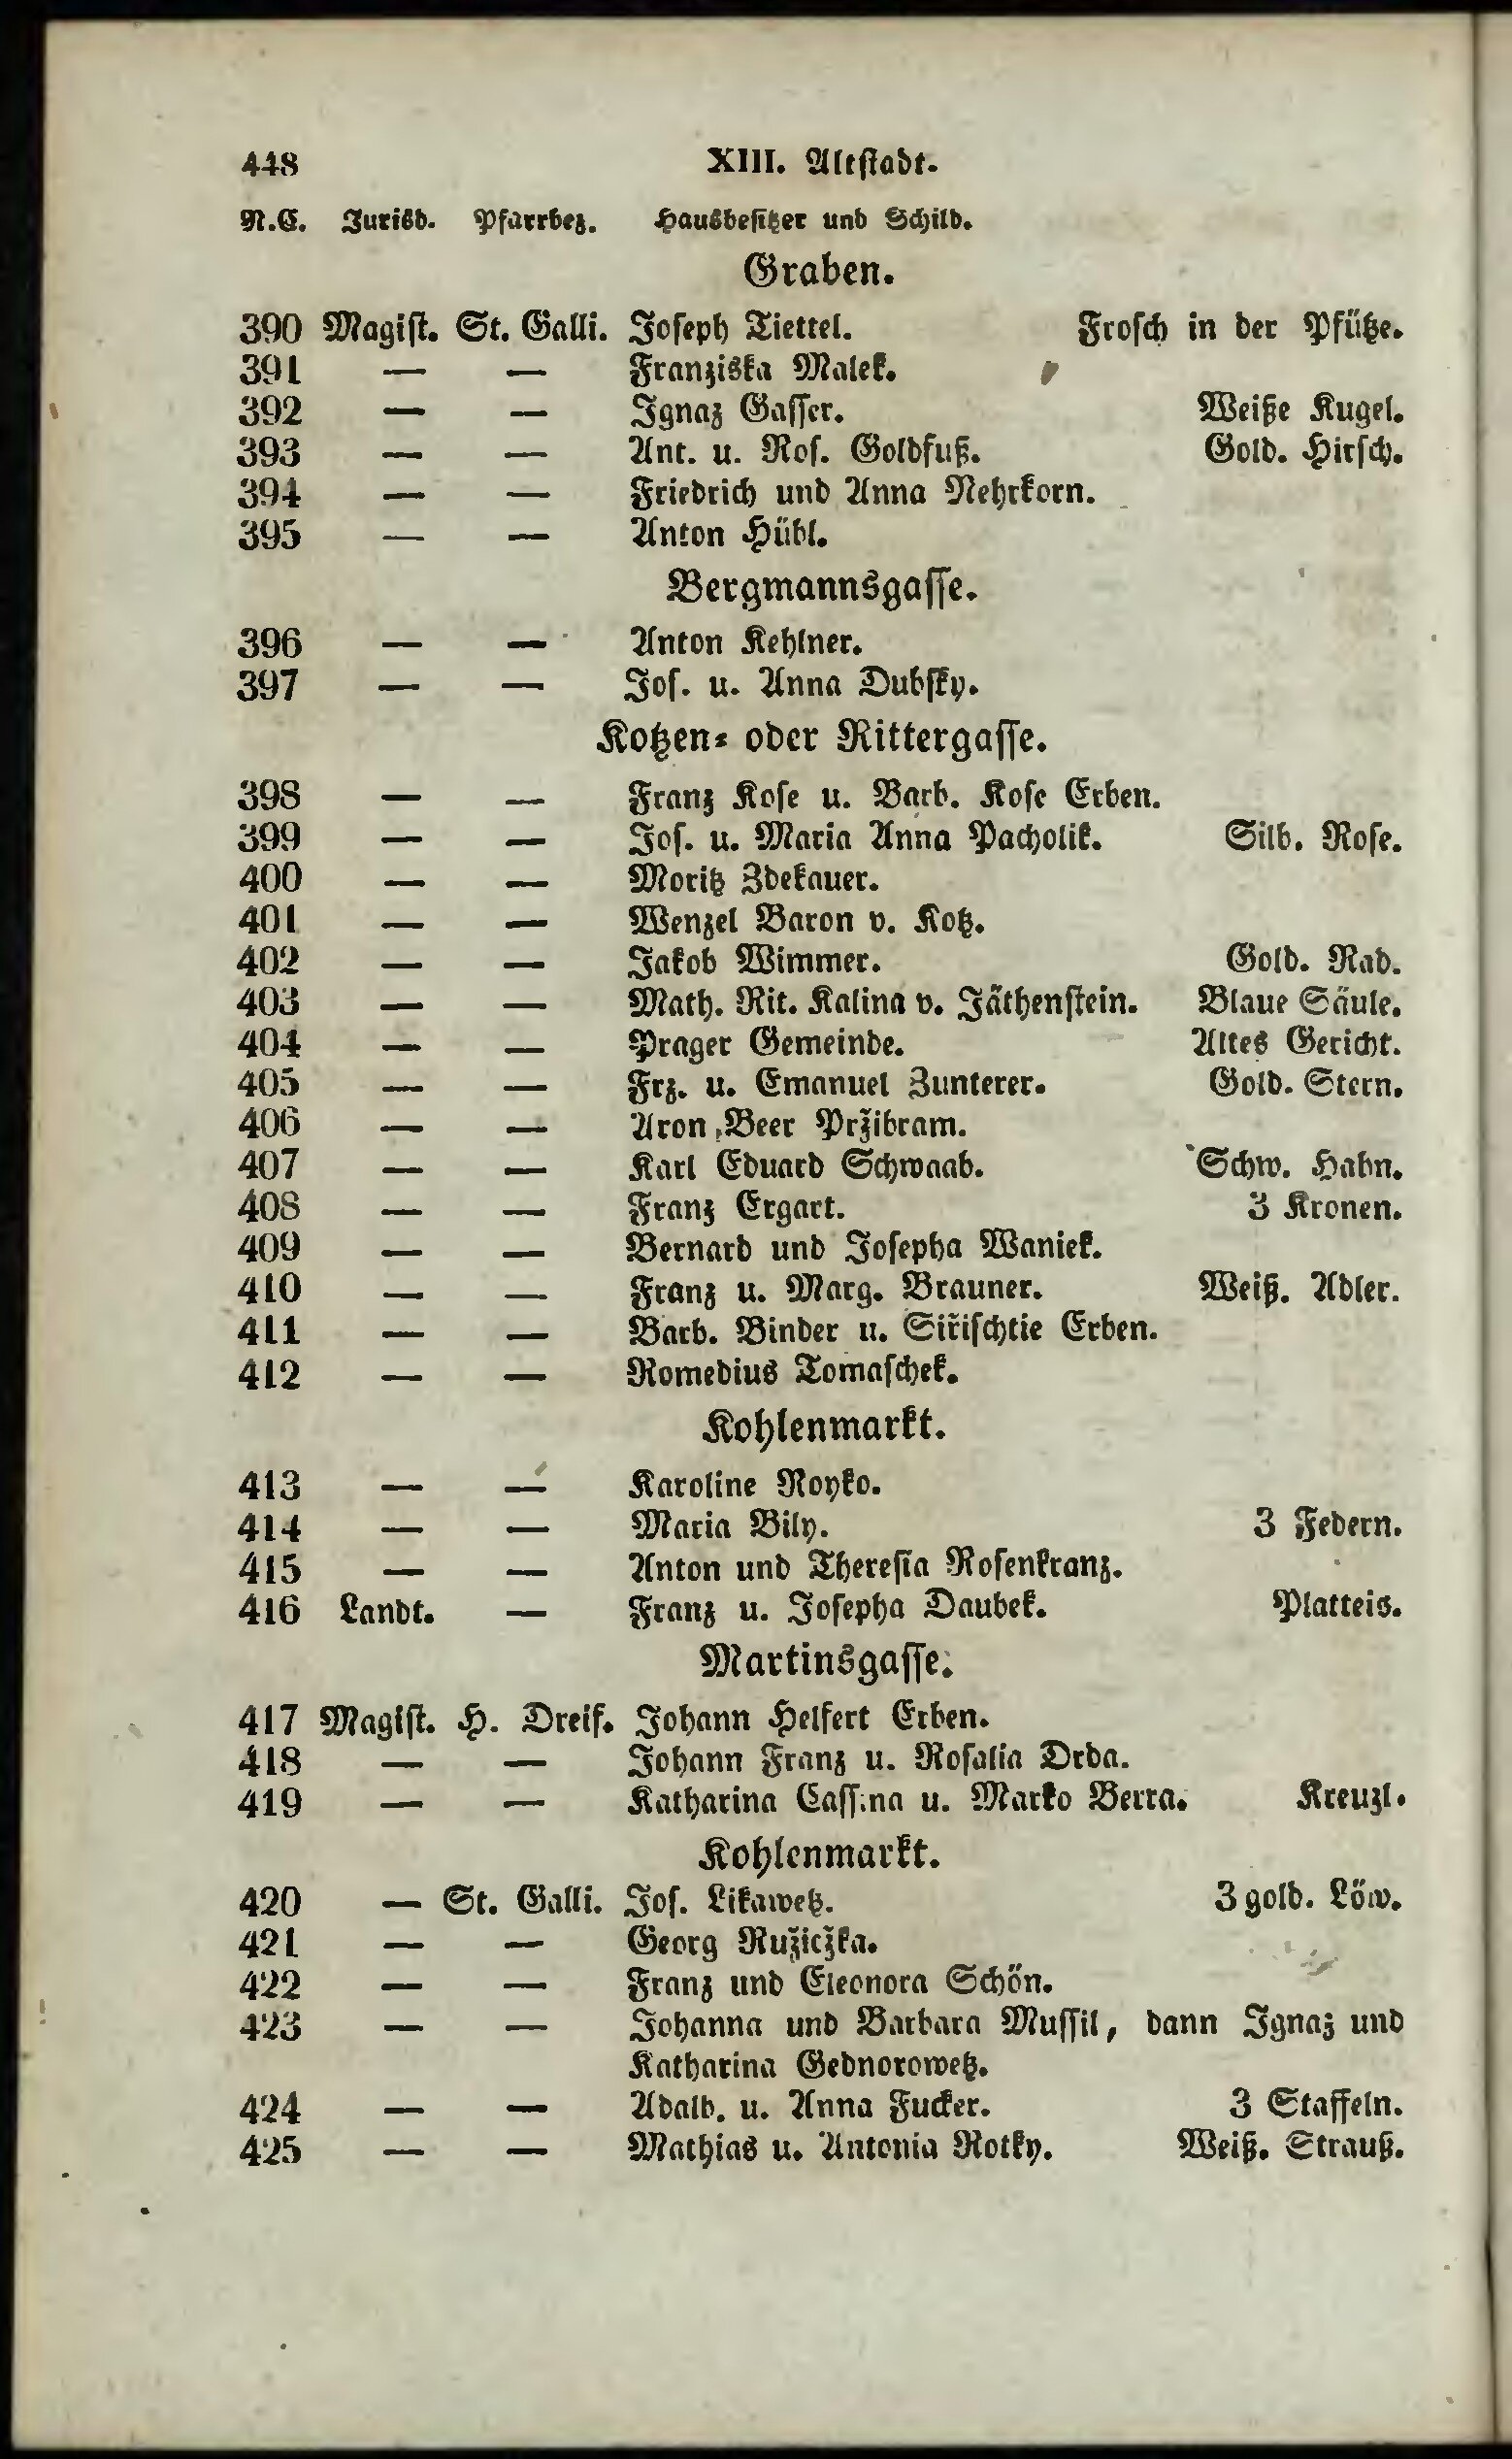 448 XIII. Altstadt.
N.C. Jurisd. Pfarrbez. Hausbesitzer und Schild.
Graben.
390 Magist. St. Galli. Joseph Tiettel. Frosch in der Pfütze.
391 — — Franziska Malek.
392 — — Ignaz Gasser. Weiße Kugel.
393 — — Ant. u. Ros. Goldfuß. Gold. Hirsch.
394 — — Friedrich und Anna Nehrkorn.
395 — — Anton Hübl.
Bergmannsgasse.
396 — — Anton Kehlner.
397 — — Jos. u. Anna Dubsky.
Kotzen- oder Rittergasse.
398 — — Franz Kose u. Barb. Kose Erben.
399 — — Jos. u. Maria Anna Pacholik. Silb. Rose.
400 — — Moritz Zdekauer.
401 — — Wenzel Baron v. Kotz.
402 — — Jakob Wimmer. Gold. Rad.
403 — — Math. Rit. Kalina v. Jäthenstein. Blaue Säule.
404 — — Prager Gemeinde. Altes Gericht.
405 — — Frz. u. Emanuel Zunterer. Gold. Stern.
406 — — Aron Beer Pržibram.
407 — — Karl Eduard Schwaab. Schw. Hahn.
408 — — Franz Ergart. 3 Kronen.
409 — — Bernard und Josepha Waniek.
410 — — Franz u. Marg. Brauner. Weiß. Adler.
411 — — Barb. Binder u. Siřischtie Erben.
412 — — Romedius Tomaschek.
Kohlenmarkt.
413 — — Karoline Royko.
414 — — Maria Bily. 3 Federn.
415 — — Anton und Theresia Rosenkranz.
416 Landt. — Franz u. Josepha Daubek. Platteis.
Martinsgasse.
417 Magist. H. Dreif. Johann Helfert Erben.
418 — — Johann Franz u. Rosalia Drda.
419 — — Katharina Cassina u. Marko Berra. Kreuzl.
Kohlenmarkt.
420 — St. Galli. Jos. Likawetz. 3 gold. Löw.
421 — — Georg Ružiczka.
422 — — Franz und Eleonora Schön.
423 — — Johanna und Barbara Mussil, dann Ignaz und
Katharina Gednorowetz.
424 — — Adalb. u. Anna Fucker. 3 Staffeln.
425 — — Mathias u. Antonia Rotky. Weiß. Strauß.